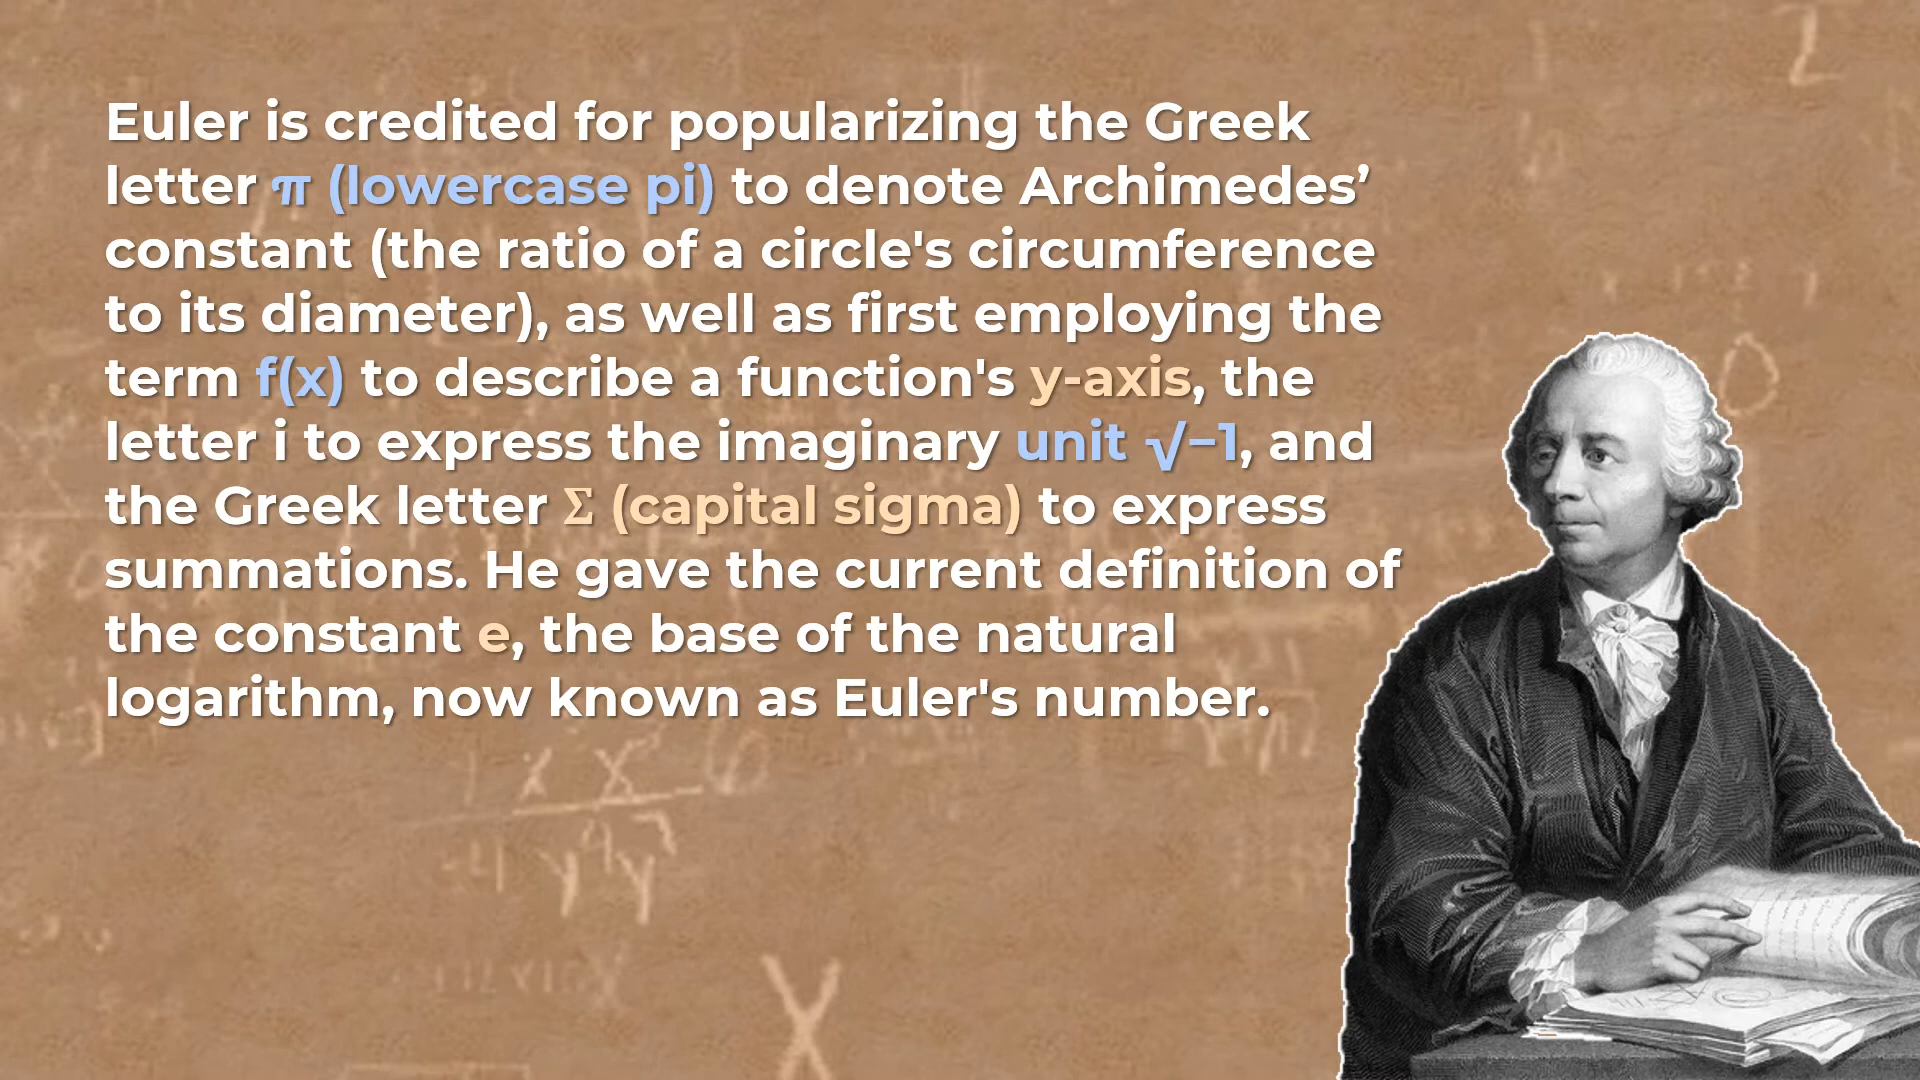 Euler is credited for popularizing the Greek
letter π (lowercase pi) to denote Archimedes’
constant (the ratio of a circle's circumference
to its diameter), as well as first employing the
term f(x) to describe a function's y-axis, the
letter i to express the imaginary unit √−1, and
the Greek letter Σ (capital sigma) to express
summations. He gave the current definition of
the constant e, the base of the natural
logarithm, now known as Euler's number.